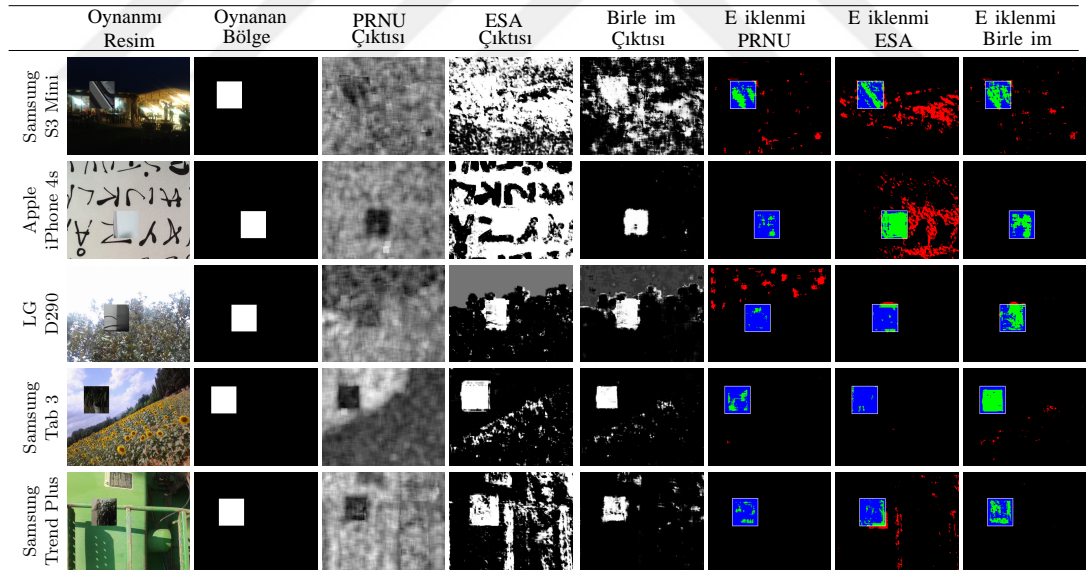 Oynanmı
Resim
Oynanan
Bölge
PRNU
Çıktısı
ESA
Çıktısı
Birle im
Çıktısı
E iklenmi
PRNU
E iklenmi
ESA
E iklenmi
Birle im
Samsung
S3 Mini
Apple
iPhone 4s
LG
D290
Samsung
Tab 3
Samsung
Trend Plus